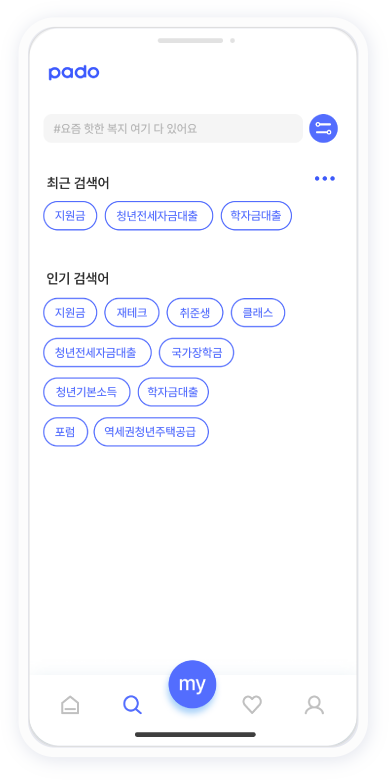 pado
#요즘 핫한 복지 여기 다 있어요
최근 검색어
지원금 청년전세자금대출 학자금대출
인기 검색어
지원금 재테크 취준생 클래스
청년전세자금대출 국가장학금
청년기본소득 학자금대출
포럼 역세권청년주택공급
my